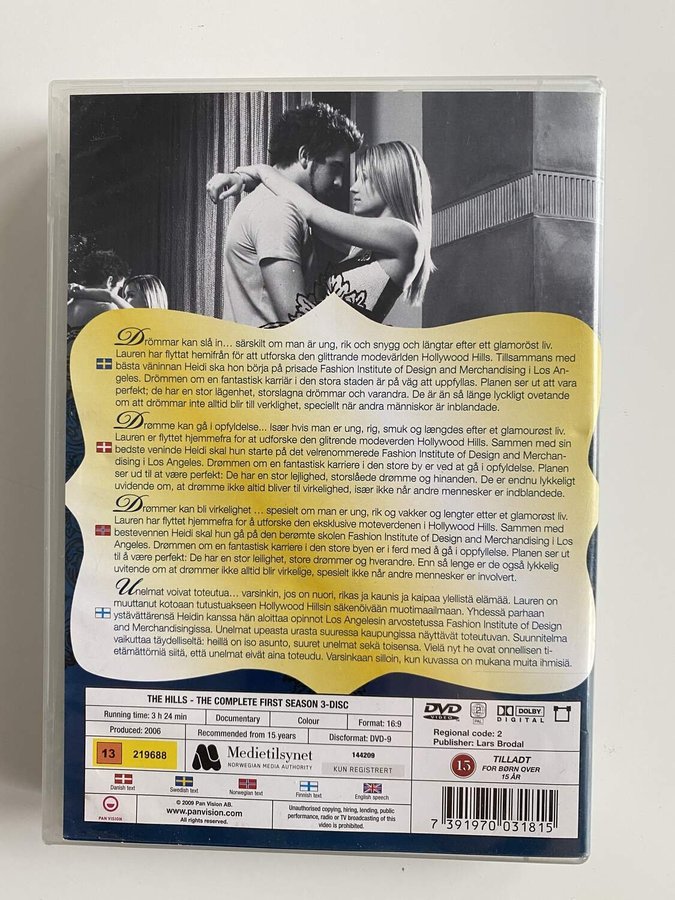 Drömmar kan slå in... särskilt om man är ung, rik och snygg och längtar efter ett glamoröst liv.
Lauren har flyttat hemifrån för att utforska den glittrande modevärlden Hollywood Hills. Tillsammans med
bästa väninnan Heidi ska hon börja på prisade Fashion Institute of Design and Merchandising i Los An-
geles. Drömmen om en fantastisk karriär i den stora staden är på väg att uppfyllas. Planen ser ut att vara
perfekt; de har en stor lägenhet, storslagna drömmar och varandra. De är än så länge lyckligt ovetande
om att drömmar inte alltid blir till verklighet, speciellt när andra människor är inblandade.
Drømme kan gå i opfyldelse... Især hvis man er ung, rig, smuk og længdes efter et glamourøst liv.
Lauren er flyttet hjemmefra for at udforske den glitrende modeverden Hollywood Hills. Sammen med sin
bedste veninde Heidi skal hun starte på det velrenommerede Fashion Institute of Design and Merchan-
dising i Los Angeles. Drømmen om en fantastisk karriere i den store by er ved at gå i opfyldelse. Planen
ser ud til at være perfekt: De har en stor lejlighed, storslåede drømme og hinanden. De er endnu lykkeligt
uvidende om, at drømme ikke altid bliver til virkelighed, især ikke når andre mennesker er indblandede.
Drømmer kan bli virkelighet ... spesielt om man er ung, rik og vakker og lengter etter et glamorøst liv.
Lauren har flyttet hjemmefra for å utforske den eksklusive moteverdenen i Hollywood Hills. Sammen med
bestevennen Heidi skal hun gå på den berømte skolen Fashion Institute of Design and Merchandising i Los
Angeles. Drømmen om en fantastisk karriere i den store byen er i ferd med å gå i oppfyllelse. Planen ser ut
til å være perfekt: De har en stor leilighet, store drømmer og hverandre. Enn så lenge er de også lykkelig
uvitende om at drømmer ikke alltid blir virkelighet, spesielt ikke når andre mennesker er involvert.
Unelmat voivat toteutua... varsinkin, jos on nuori, rikas ja kaunis ja kaipaa ylellistä elämää. Lauren on
muuttanut kotoaan tutustuakseen Hollywood Hillsin säkenöivään muotimaailmaan. Yhdessä parhaan
ystävättärensä Heidin kanssa hän aloittaa opinnot Los Angelesin arvostetussa Fashion Institute of Design
and Merchandisingissa. Unelmat upeasta urasta suuressa kaupungissa näyttävät toteutuvan. Suunnitelma
vaikuttaa täydelliseltä: heillä on iso asunto, suuret unelmat sekä toisensa. Vielä nyt he ovat onnellisen ti-
etämättömiä siitä, että unelmat eivät aina toteudu. Varsinkaan silloin, kun kuvassa on mukana muita ihmisiä.
THE HILLS - THE COMPLETE FIRST SEASON 3-DISC
Running time: 3 h 24 min
Documentary
Colour
Format: 16:9
Produced: 2006
Recommended from 15 years
Discformat: DVD-9
13 219688
Medietilsynet
NORWEGIAN MEDIA AUTHORITY
144209
KUN REGISTRERT
Danish text
Swedish text
Norwegian text
Finnish text
English speech
PAN VISION
© 2009 Pan Vision AB.
www.panvision.com
All rights reserved.
Unauthorised copying, hiring, lending, public
performance, radio or TV broadcasting of this
video is prohibited.
DVD
VIDEO
2
PAL
DOLBY
DIGITAL
Regional code: 2
Publisher: Lars Brodal
15
TILLADT
FOR BØRN OVER
15 ÅR
7 391970 031815